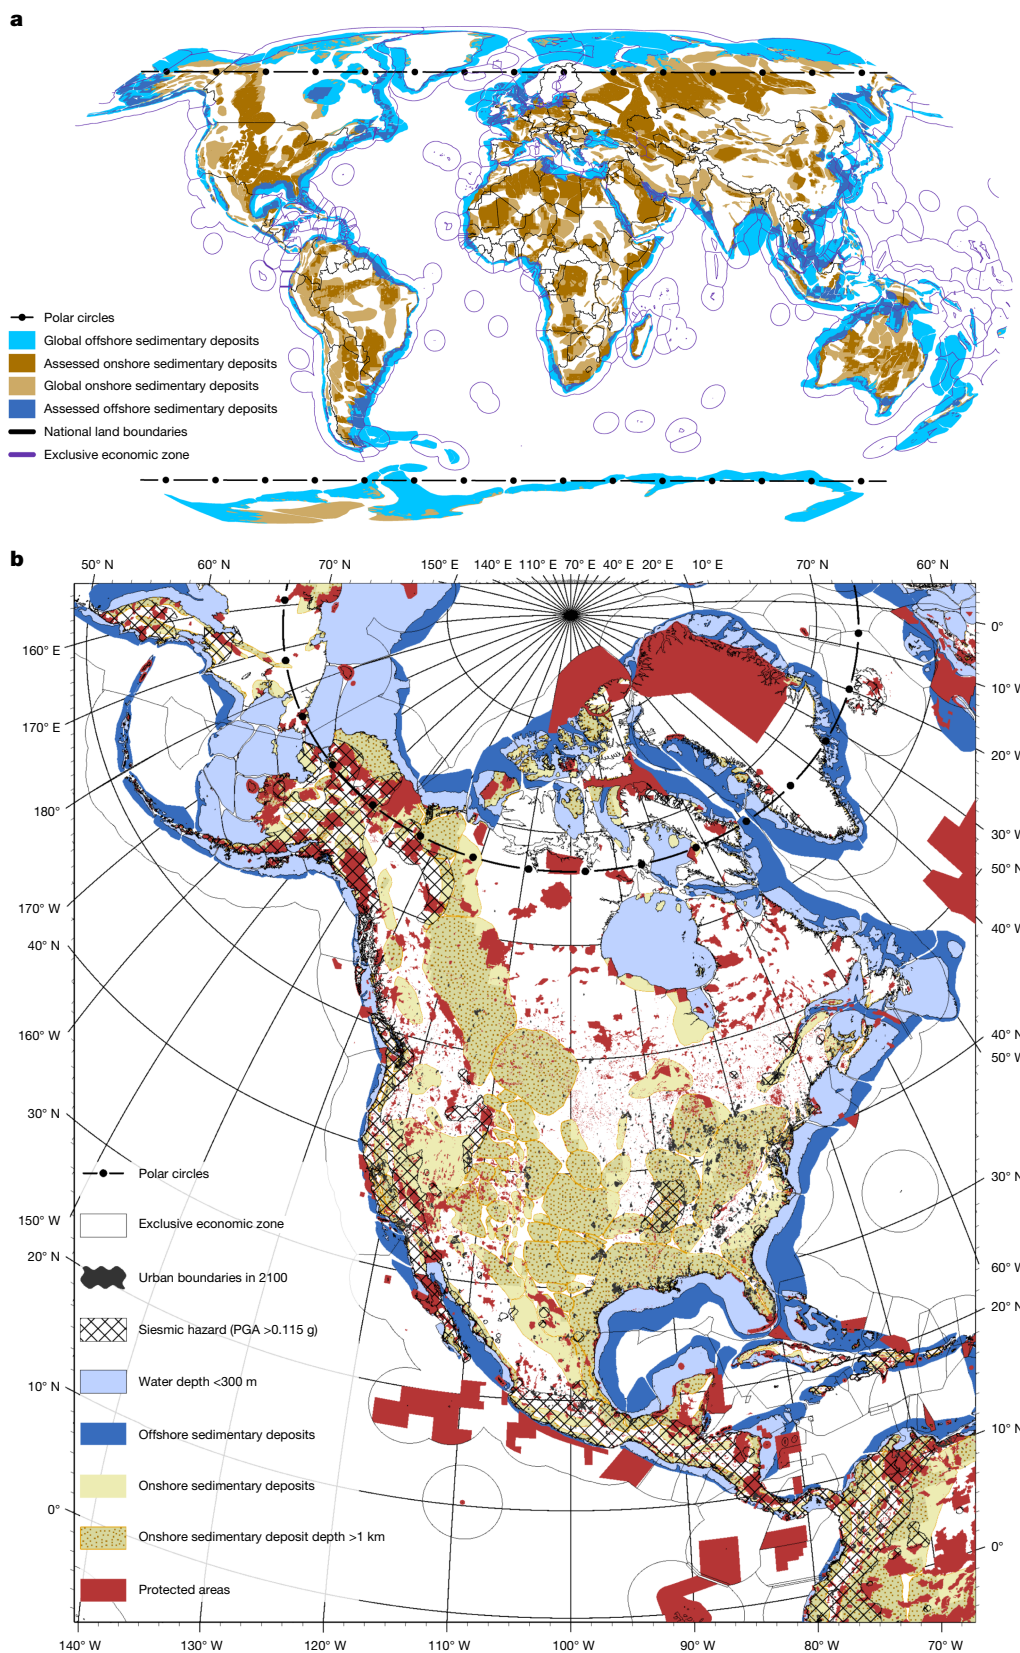 a
Polar circles
Global offshore sedimentary deposits
Assessed onshore sedimentary deposits
Global onshore sedimentary deposits
Assessed offshore sedimentary deposits
National land boundaries
Exclusive economic zone
b
50° N 60° N 70° N 150° E 140° E 110° E 70° E 40° E 20° E 10° E 70° N 60° N
0°
160° E
10° W
170° E
20° W
180°
30° W
50° N
170° W
40° W
40° N
160° W
40° N
50° W
30° N
Polar circles
30° N
150° W
Exclusive economic zone
20° N
60° W
Urban boundaries in 2100
20° N
Siesmic hazard (PGA >0.115 g)
10° N
Water depth <300 m
10° N
Offshore sedimentary deposits
Onshore sedimentary deposits
0°
Onshore sedimentary deposit depth >1 km
0°
Protected areas
140° W 130° W 120° W 110° W 100° W 90° W 80° W 70° W